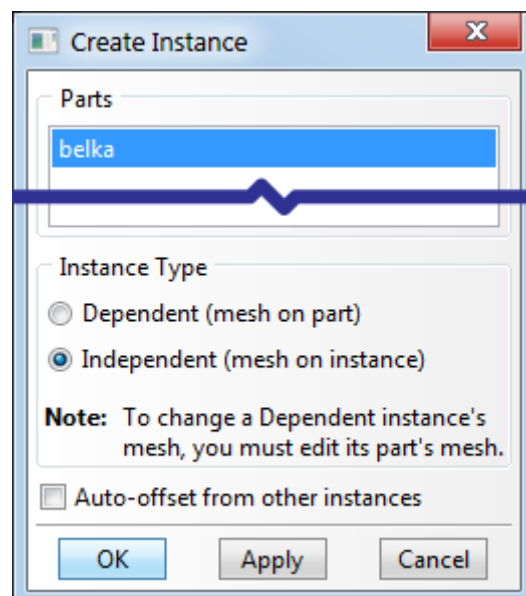 Create Instance
x
Parts
belka
Instance Type
Dependent (mesh on part)
Independent (mesh on instance)
Note: To change a Dependent instance's
mesh, you must edit its part's mesh.
Auto-offset from other instances
OK Apply Cancel